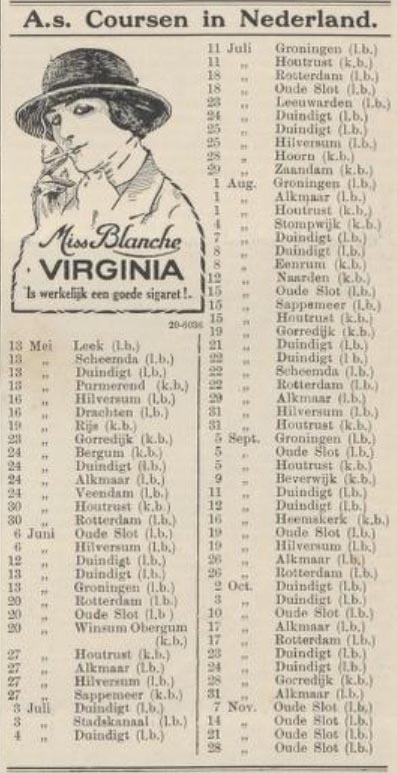 A.s. Coursen in Nederland.
Miss Blanche
VIRGINIA
Is werkelijk een goede sigaret!-
20-6036
13 Mei Leek (l.b.)
13 „ Scheemda (l.b.)
13 „ Duindigt (l.b.)
13 „ Purmerend (k.b.)
16 „ Hilversum (l.b.)
16 „ Drachten (l.b.)
19 „ Rijs (k.b.)
23 „ Gorredijk (k.b.)
24 „ Bergum (k.b.)
24 „ Duindigt (l.b.)
24 „ Alkmaar (l.b.)
24 „ Veendam (l.b.)
30 „ Houtrust (k.b.)
30 „ Rotterdam (l.b.)
6 Juni Oude Slot (l.b.)
6 „ Hilversum (l.b.)
12 „ Duindigt (l.b.)
13 „ Duindigt (l.b.)
13 „ Groningen (l.b.)
20 „ Rotterdam (l.b.)
20 „ Oude Slot (l.b)
20 „ Winsum Obergum
(k.b.)
27 „ Houtrust (k.b.)
27 „ Alkmaar (l.b.)
27 „ Hilversum (l.b.)
27 „ Sappemeer (k.b.)
3 Juli Duindigt (l.b.)
3 „ Stadskanaal (l.b.)
4 „ Duindigt (l.b.)
11 Juli Groningen (l.b.)
11 „ Houtrust (k.b.)
18 „ Rotterdam (l.b.)
18 „ Oude Slot (l.b.)
23 „ Leeuwarden (l.b.)
24 „ Duindigt (l.b.)
25 „ Duindigt (l.b.)
25 „ Hilversum (l.b.)
28 „ Hoorn (k.b.)
29 „ Zaandam (k.b.)
1 Aug. Groningen (l.b.)
1 „ Alkmaar (l.b.)
1 „ Houtrust (k.b.)
4 „ Stompwijk (k.b.)
7 „ Duindigt (l.b.)
8 „ Duindigt (l.b.)
8 „ Eenrum (k.b.)
12 „ Naarden (k.b.)
15 „ Oude Slot (l.b.)
15 „ Sappemeer (l.b.)
15 „ Houtrust (k.b.)
19 „ Gorredijk (k.b.)
21 „ Duindigt (l.b.)
22 „ Duindigt (l.b)
22 „ Scheemda (l.b.)
22 „ Rotterdam (l.b.)
29 „ Alkmaar (l.b.)
31 „ Hilversum (l.b.)
31 „ Houtrust (k.b.)
5 Sept. Groningen (l.b.)
5 „ Oude Slot (l.b.)
5 „ Houtrust (k.b.)
9 „ Beverwijk (k.b.)
11 „ Duindigt (l.b.)
12 „ Duindigt (l.b.)
16 „ Heemskerk (k.b.)
19 „ Oude Slot (l.b.)
19 „ Hilversum (l.b.)
26 „ Alkmaar (l.b.)
26 „ Rotterdam (l.b.)
2 Oct. Duindigt (l.b.)
3 „ Duindigt (l.b.)
10 „ Oude Slot (l.b.)
17 „ Alkmaar (l.b.)
17 „ Rotterdam (l.b.)
23 „ Duindigt (l.b.)
24 „ Duindigt (l.b.)
28 „ Gorredijk (k.b.)
31 „ Alkmaar (l.b.)
7 Nov. Oude Slot (l.b.)
14 „ Oude Slot (l.b.)
21 „ Oude Slot (l.b.)
28 „ Oude Slot (l.b.)